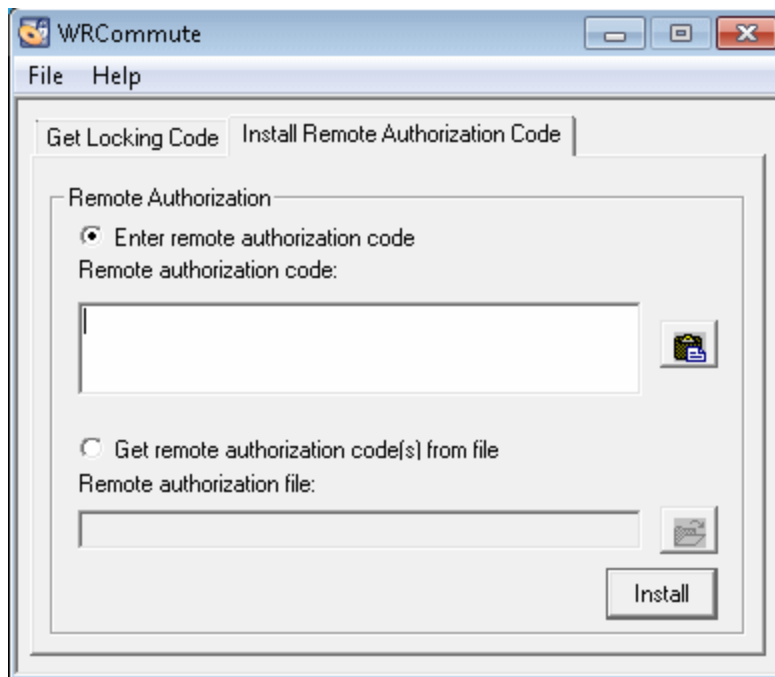 WRCommute
File Help
Get Locking Code Install Remote Authorization Code
Remote Authorization
Enter remote authorization code
Remote authorization code:
Get remote authorization code(s) from file
Remote authorization file:
Install